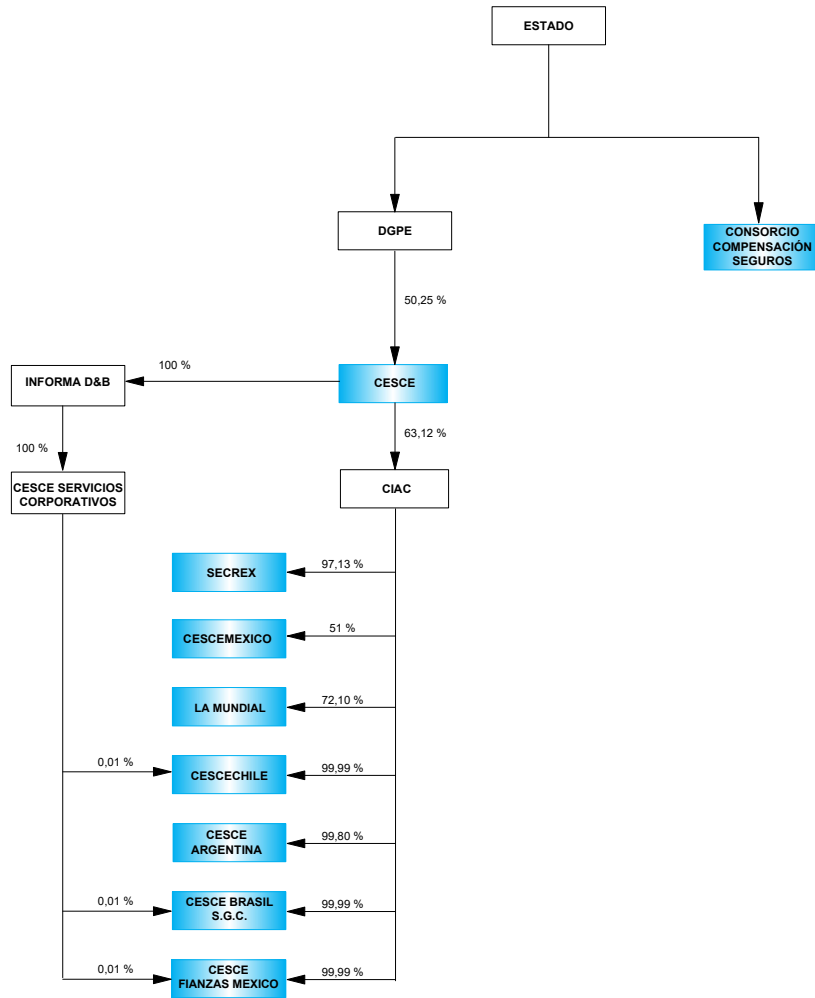 ESTADO
DGPE
CONSORCIO
COMPENSACIÓN
SEGUROS
50,25 %
100 %
INFORMA D&B
CESCE
63,12 %
100 %
CESCE SERVICIOS
CORPORATIVOS
CIAC
SECREX
97,13 %
CESCEMEXICO
51 %
LA MUNDIAL
72,10 %
0,01 %
CESCECHILE
99,99 %
CESCE
ARGENTINA
99,80 %
0,01 %
CESCE BRASIL
S.G.C.
99,99 %
0,01 %
CESCE
FIANZAS MEXICO
99,99 %